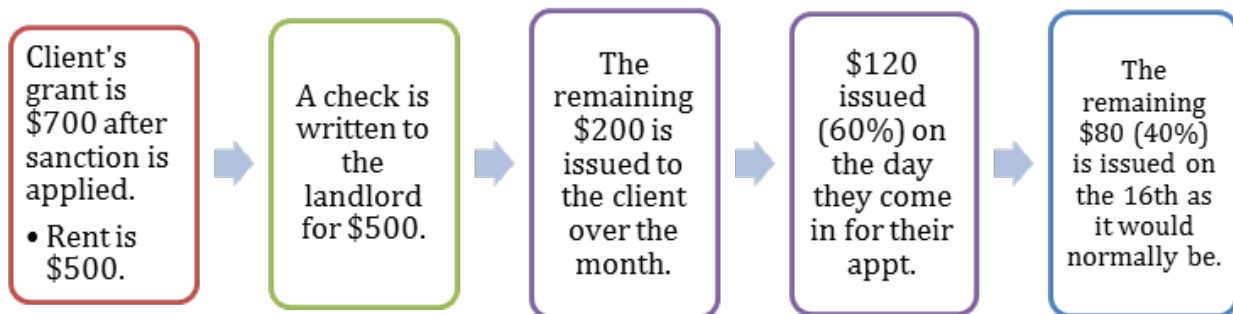 Client's
grant is
$700 after
sanction is
applied.
• Rent is
$500.
A check is
written to
the
landlord
for $500.
The
remaining
$200 is
issued to
the client
over the
month.
$120
issued
(60%) on
the day
they come
in for their
appt.
The
remaining
$80 (40%)
is issued on
the 16th as
it would
normally be.